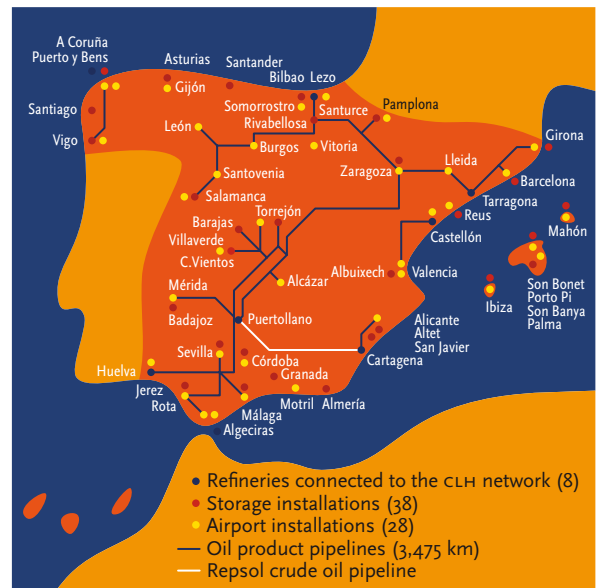 A Coruña
Puerto y Bens
Asturias
Gijón
Santander
Bilbao
Lezo
Somorrostro
Santurce
Rivabellosa
Pamplona
Santiago
Vigo
León
Burgos
Vitoria
Girona
Zaragoza
Lleida
Santovenia
Barcelona
Salamanca
Tarragona
Barajas
Torrejón
Reus
Mahón
Villaverde
Castellón
C.Vientos
Albuixech
Valencia
Mérida
Alcázar
Ibiza
Son Bonet
Porto Pi
Son Banya
Palma
Badajoz
Puertollano
Alicante
Altet
San Javier
Sevilla
Córdoba
Cartagena
Huelva
Granada
Jerez
Rota
Málaga
Motril
Almería
Algeciras
Refineries connected to the CLH network (8)
Storage installations (38)
Airport installations (28)
Oil product pipelines (3,475 km)
Repsol crude oil pipeline